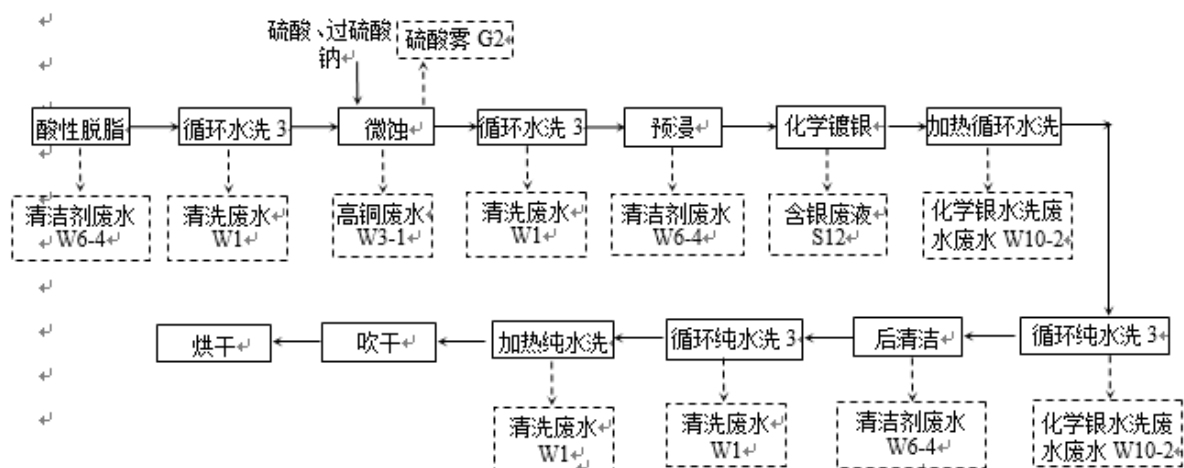 硫酸、过硫酸
钠
硫酸雾 G2
酸性脱脂
循环水洗 3
微蚀
循环水洗 3
预浸
化学镀银
加热循环水洗
清洁剂废水
W6-4
清洗废水
W1
高铜废水
W3-1
清洗废水
W1
清洁剂废水
W6-4
含银废液
S12
化学银水洗废
水废水 W10-2
烘干
吹干
加热纯水洗
循环纯水洗 3
后清洁
循环纯水洗 3
清洗废水
W1
清洗废水
W1
清洁剂废水
W6-4
化学银水洗废
水废水 W10-2